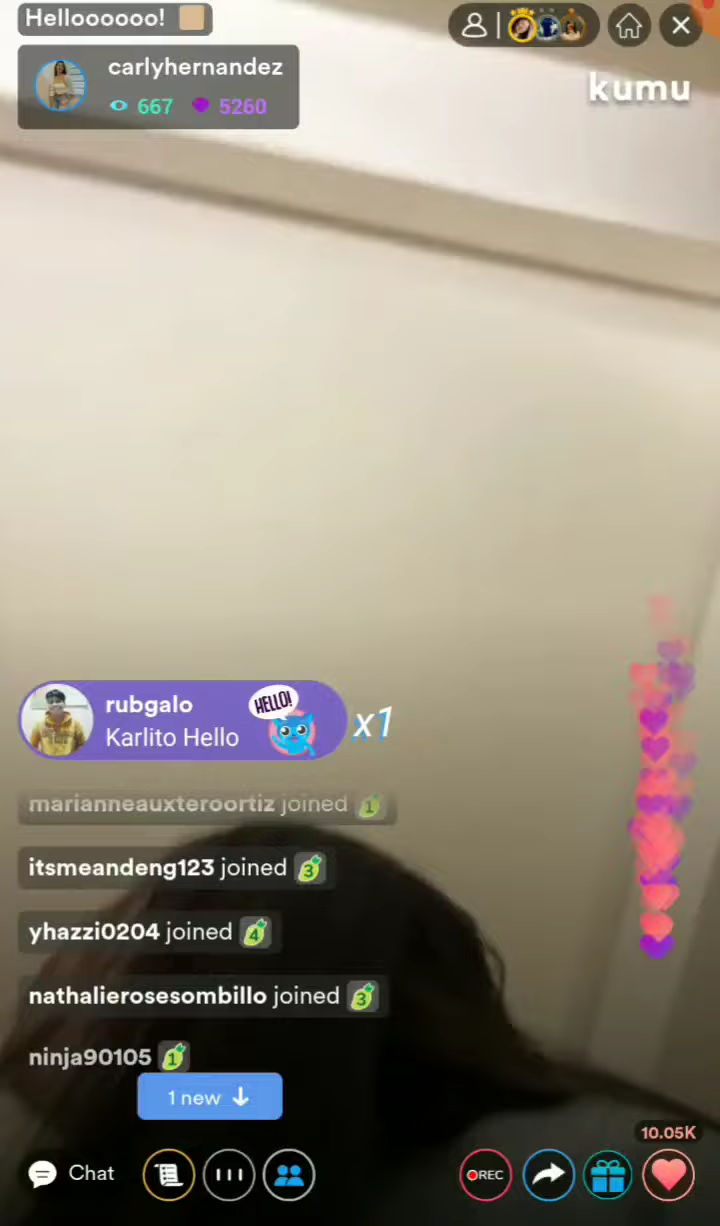 Helloooooo!
carlyhernandez
667 5260
kumu
rubgalo
Karlito Hello
HELLO!
x1
marianneauxteroortiz joined 1
itsmeandeng123 joined 3
yhazzi0204 joined 4
nathalierosesombillo joined 3
ninja90105 1
1 new
10.05K
Chat
REC